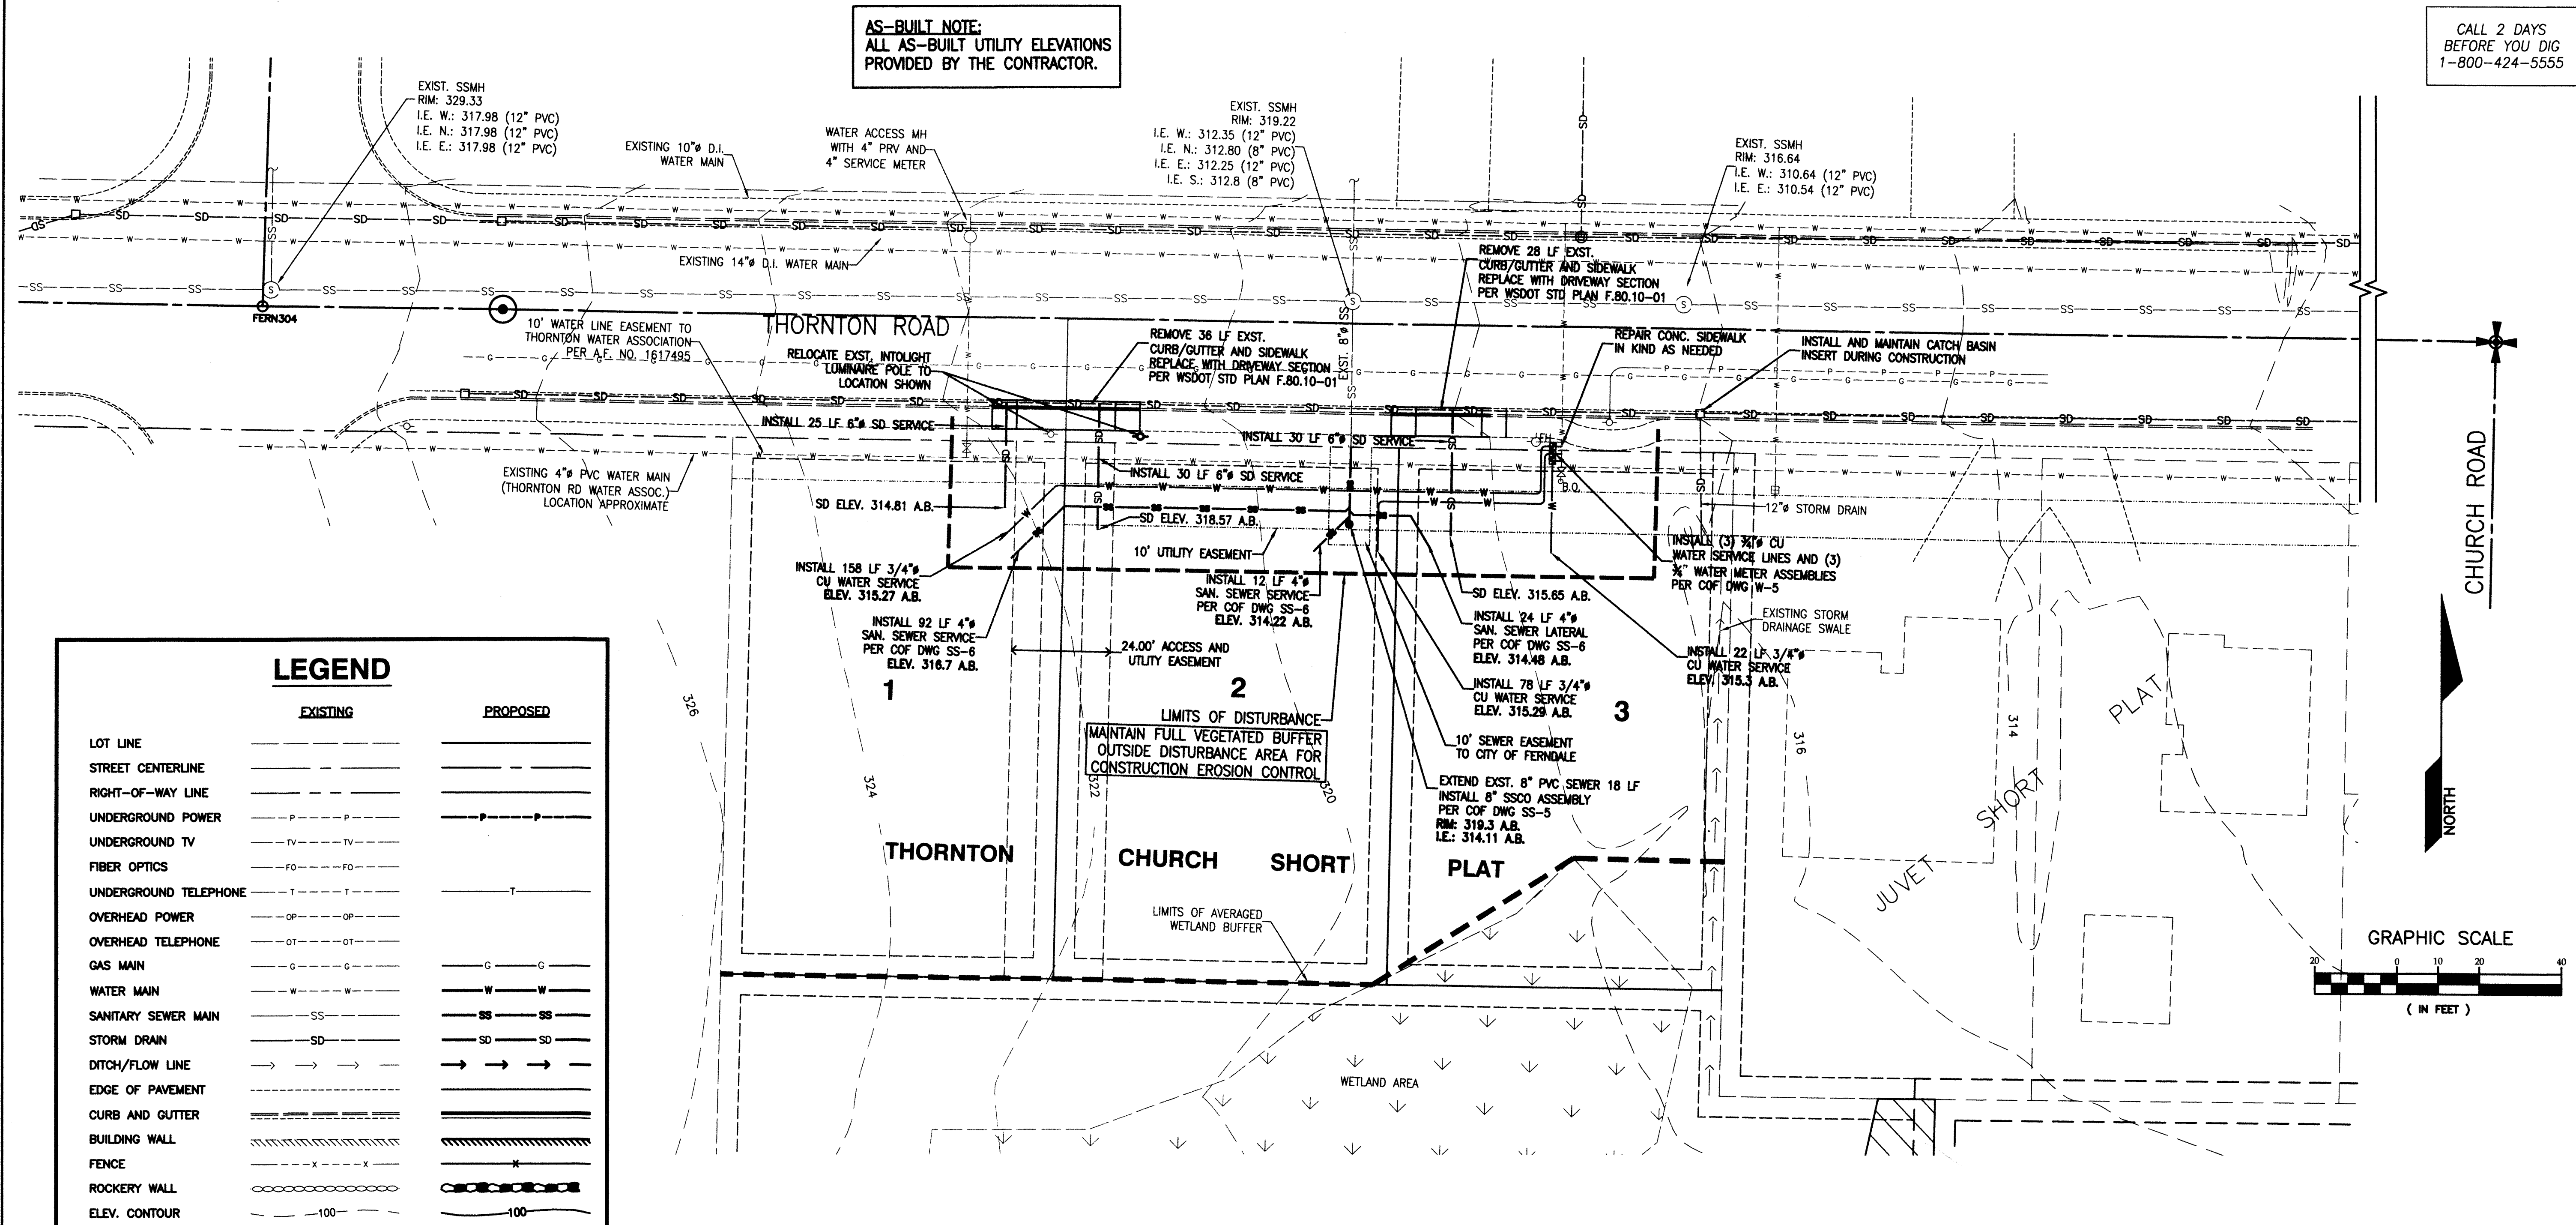 AS-BUILT NOTE:
ALL AS-BUILT UTILITY ELEVATIONS
PROVIDED BY THE CONTRACTOR.
CALL 2 DAYS
BEFORE YOU DIG
1-800-424-5555
EXIST. SSMH
RIM: 329.33
I.E. W.: 317.98 (12" PVC)
I.E. N.: 317.98 (12" PVC)
I.E. E.: 317.98 (12" PVC)
EXISTING 10"ø D.I.
WATER MAIN
WATER ACCESS MH
WITH 4" PRV AND
4" SERVICE METER
EXIST. SSMH
RIM: 319.22
I.E. W.: 312.35 (12" PVC)
I.E. N.: 312.80 (8" PVC)
I.E. E.: 312.25 (12" PVC)
I.E. S.: 312.8 (8" PVC)
EXIST. SSMH
RIM: 316.64
I.E. W.: 310.64 (12" PVC)
I.E. E.: 310.54 (12" PVC)
EXISTING 14"ø D.I. WATER MAIN
REMOVE 28 LF EXST.
CURB/GUTTER AND SIDEWALK
REPLACE WITH DRIVEWAY SECTION
PER WSDOT STD PLAN F.80.10-01
FERN304
THORNTON ROAD
10' WATER LINE EASEMENT TO
THORNTON WATER ASSOCIATION
PER A.F. NO. 1617495
RELOCATE EXST. INTOLIGHT
LUMINAIRE POLE TO
LOCATION SHOWN
REMOVE 36 LF EXST.
CURB/GUTTER AND SIDEWALK
REPLACE WITH DRIVEWAY SECTION
PER WSDOT STD PLAN F.80.10-01
EXIST. 8"ø SS
REPAIR CONC. SIDEWALK
IN KIND AS NEEDED
INSTALL AND MAINTAIN CATCH BASIN
INSERT DURING CONSTRUCTION
INSTALL 25 LF 6"ø SD SERVICE
INSTALL 30 LF 6"ø SD SERVICE
INSTALL 30 LF 6"ø SD SERVICE
FH
B.O.
EXISTING 4"ø PVC WATER MAIN
(THORNTON RD WATER ASSOC.)
LOCATION APPROXIMATE
SD ELEV. 314.81 A.B.
SD ELEV. 318.57 A.B.
10' UTILITY EASEMENT
12"ø STORM DRAIN
INSTALL (3) ¾"ø CU
WATER SERVICE LINES AND (3)
¾" WATER METER ASSEMBLIES
PER COF DWG W-5
INSTALL 158 LF 3/4"ø
CU WATER SERVICE
ELEV. 315.27 A.B.
INSTALL 12 LF 4"ø
SAN. SEWER SERVICE
PER COF DWG SS-6
ELEV. 314.22 A.B.
SD ELEV. 315.65 A.B.
INSTALL 92 LF 4"ø
SAN. SEWER SERVICE
PER COF DWG SS-6
ELEV. 316.7 A.B.
24.00' ACCESS AND
UTLITY EASEMENT
INSTALL 24 LF 4"ø
SAN. SEWER LATERAL
PER COF DWG SS-6
ELEV. 314.48 A.B.
EXISTING STORM
DRAINAGE SWALE
INSTALL 22 LF 3/4"ø
CU WATER SERVICE
ELEV. 315.3 A.B.
INSTALL 78 LF 3/4"ø
CU WATER SERVICE
ELEV. 315.29 A.B.
1
2
3
LIMITS OF DISTURBANCE
MAINTAIN FULL VEGETATED BUFFER
OUTSIDE DISTURBANCE AREA FOR
CONSTRUCTION EROSION CONTROL
10' SEWER EASEMENT
TO CITY OF FERNDALE
EXTEND EXST. 8" PVC SEWER 18 LF
INSTALL 8" SSCO ASSEMBLY
PER COF DWG SS-5
RIM: 319.3 A.B.
I.E.: 314.11 A.B.
326
324
322
320
316
314
THORNTON CHURCH SHORT PLAT
JUVET SHORT PLAT
LIMITS OF AVERAGED
WETLAND BUFFER
WETLAND AREA
CHURCH ROAD
NORTH
GRAPHIC SCALE
20 0 10 20 40
( IN FEET )
LEGEND
EXISTING PROPOSED
LOT LINE
STREET CENTERLINE
RIGHT-OF-WAY LINE
UNDERGROUND POWER P P P P
UNDERGROUND TV TV TV
FIBER OPTICS FO FO
UNDERGROUND TELEPHONE T T T
OVERHEAD POWER OP OP
OVERHEAD TELEPHONE OT OT
GAS MAIN G G G G
WATER MAIN W W W W
SANITARY SEWER MAIN SS SS SS
STORM DRAIN SD SD SD
DITCH/FLOW LINE
EDGE OF PAVEMENT
CURB AND GUTTER
BUILDING WALL
FENCE X X X
ROCKERY WALL
ELEV. CONTOUR 100 100